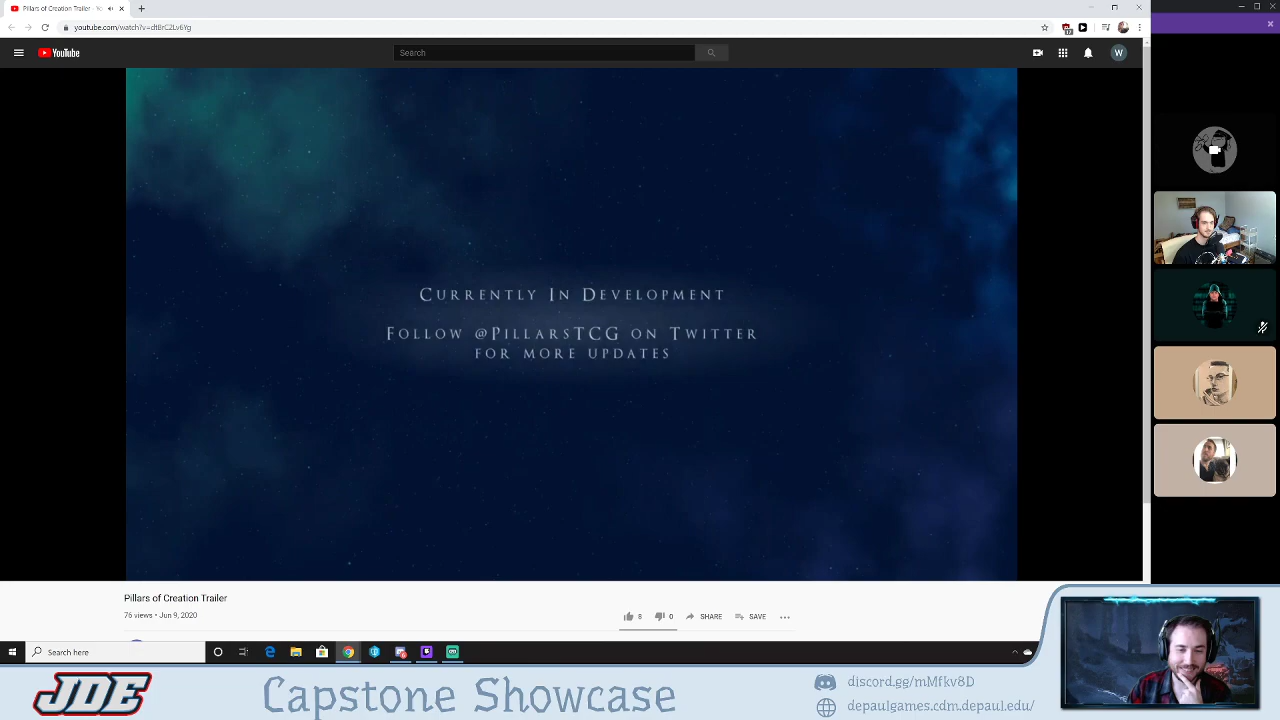 Pillars of Creation Trailer
youtube.com/watch?v=dt8rC2Lv6Yg
YouTube
Search
W
Currently In Development
Follow @PillarsTCG on Twitter
for more updates
Pillars of Creation Trailer
76 views • Jun 9, 2020
8
0
SHARE
SAVE
Search here
JDE
Capstone Showcase
discord.gg/mMfkv8D
depaulgames.cdm.depaul.edu/